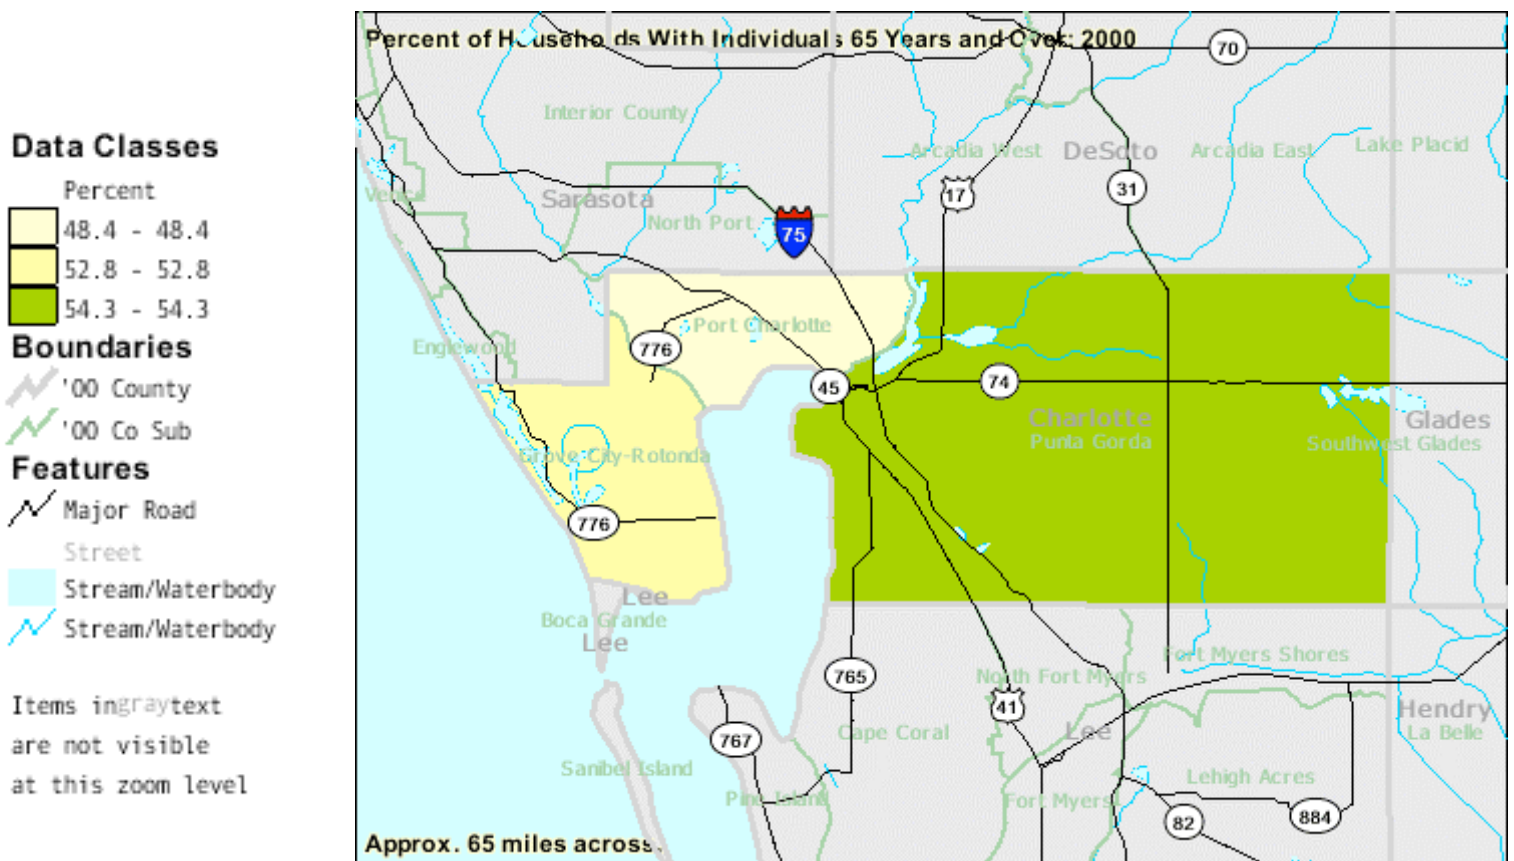 Percent of Households With Individuals 65 Years and Over: 2000
Data Classes
Percent
48.4 - 48.4
52.8 - 52.8
54.3 - 54.3
Boundaries
'00 County
'00 Co Sub
Features
Major Road
Street
Stream/Waterbody
Stream/Waterbody
Items in gray text
are not visible
at this zoom level
70
Interior County
Arcadia West
DeSoto
Arcadia East
Lake Placid
Venice
Sarasota
17
31
North Port
75
Port Charlotte
Englewood
776
45
74
Charlotte
Punta Gorda
Glades
Southwest Glades
Grove City-Rotonda
776
Lee
Boca Grande
Lee
Fort Myers Shores
765
North Fort Myers
41
Hendry
La Belle
767
Cape Coral
Lee
Sanibel Island
Lehigh Acres
Pine Island
Fort Myers
82
884
Approx. 65 miles across.